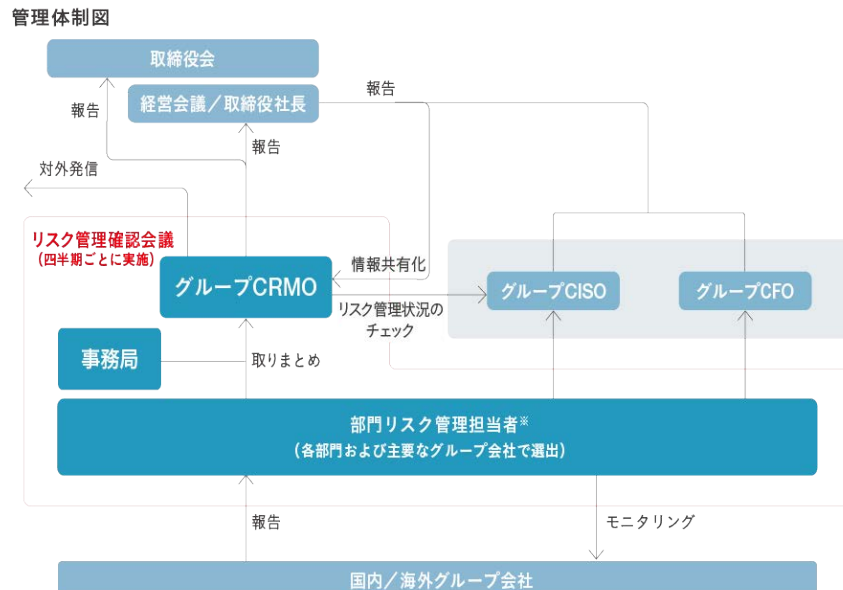 管理体制図
取締役会
報告
経営会議／取締役社長
報告
報告
対外発信
リスク管理確認会議
（四半期ごとに実施）
グループCRMO
情報共有化
グループCISO
グループCFO
リスク管理状況の
チェック
事務局
取りまとめ
部門リスク管理担当者※
（各部門および主要なグループ会社で選出）
報告
モニタリング
国内／海外グループ会社